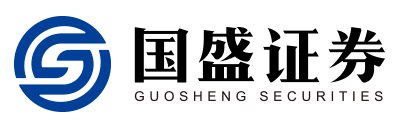 国盛证券
GUOSHENG SECURITIES